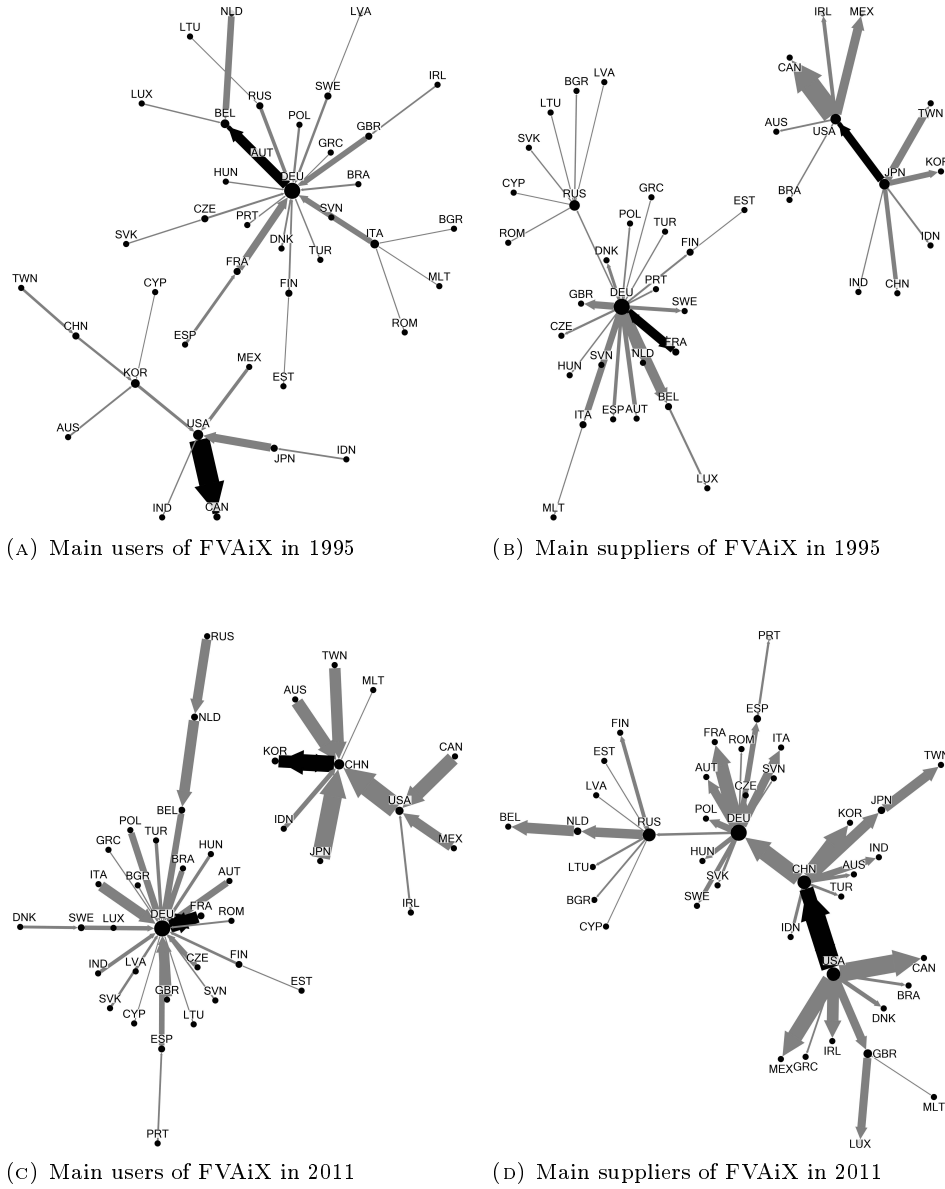 NLD
LVA
LTU
IRL
SWE
LUX
RUS
BEL
POL
GBR
AUT
GRC
HUN
DEU
BRA
CZE
PRT
SVN
BGR
SVK
DNK
TUR
ITA
FRA
FIN
MLT
TWN
CYP
ROM
CHN
ESP
MEX
KOR
EST
AUS
USA
JPN
IDN
IND
CAN
IRL
MEX
CAN
LVA
BGR
TWN
LTU
AUS
USA
SVK
KOR
JPN
CYP
RUS
GRC
BRA
EST
POL
TUR
ROM
FIN
IDN
DNK
PRT
IND
CHN
DEU
GBR
SWE
CZE
FRA
HUN
SVN
NLD
BEL
ITA
ESP
AUT
LUX
MLT
(A) Main users of FVAiX in 1995
(B) Main suppliers of FVAiX in 1995
RUS
TWN
MLT
AUS
NLD
KOR
CHN
CAN
USA
BEL
IDN
POL
TUR
MEX
GRC
BRA
HUN
JPN
ITA
BGR
AUT
IRL
DNK
SWE
LUX
DEU
FRA
ROM
IND
LVA
CZE
FIN
SVK
GBR
SVN
EST
CYP
LTU
ESP
PRT
PRT
ESP
FIN
FRA
ROM
ITA
EST
AUT
SVN
TWN
LVA
CZE
BEL
NLD
RUS
POL
DEU
JPN
KOR
HUN
IND
LTU
SVK
CHN
AUS
BGR
SWE
TUR
CYP
IDN
USA
CAN
BRA
DNK
IRL
MEX
GRC
GBR
MLT
LUX
(C) Main users of FVAiX in 2011
(D) Main suppliers of FVAiX in 2011